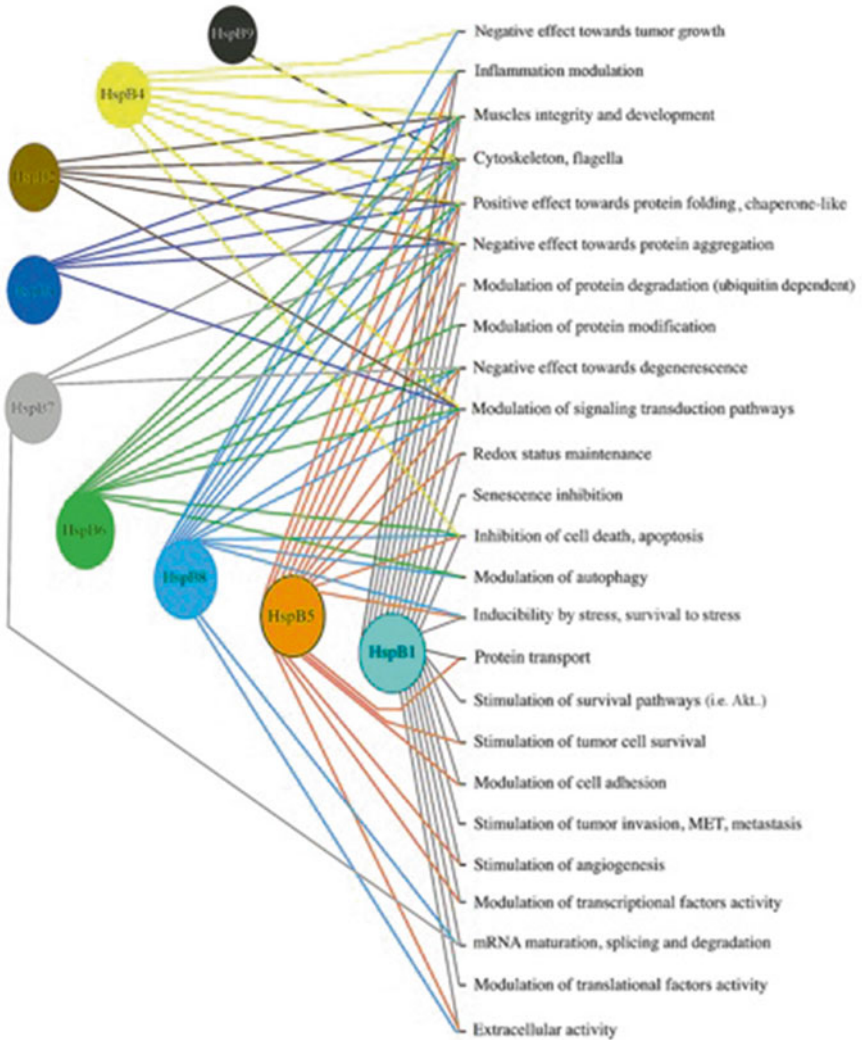 HspB9
Negative effect towards tumor growth
Inflammation modulation
HspB4
Muscles integrity and development
Cytoskeleton, flagella
Positive effect towards protein folding, chaperone-like
Negative effect towards protein aggregation
Modulation of protein degradation (ubiquitin dependent)
Modulation of protein modification
Negative effect towards degenerescence
HspB7
Modulation of signaling transduction pathways
Redox status maintenance
Senescence inhibition
HspB6
Inhibition of cell death, apoptosis
HspB8
Modulation of autophagy
HspB5
Inducibility by stress, survival to stress
HspB1
Protein transport
Stimulation of survival pathways (i.e. Akt..)
Stimulation of tumor cell survival
Modulation of cell adhesion
Stimulation of tumor invasion, MET, metastasis
Stimulation of angiogenesis
Modulation of transcriptional factors activity
mRNA maturation, splicing and degradation
Modulation of translational factors activity
Extracellular activity